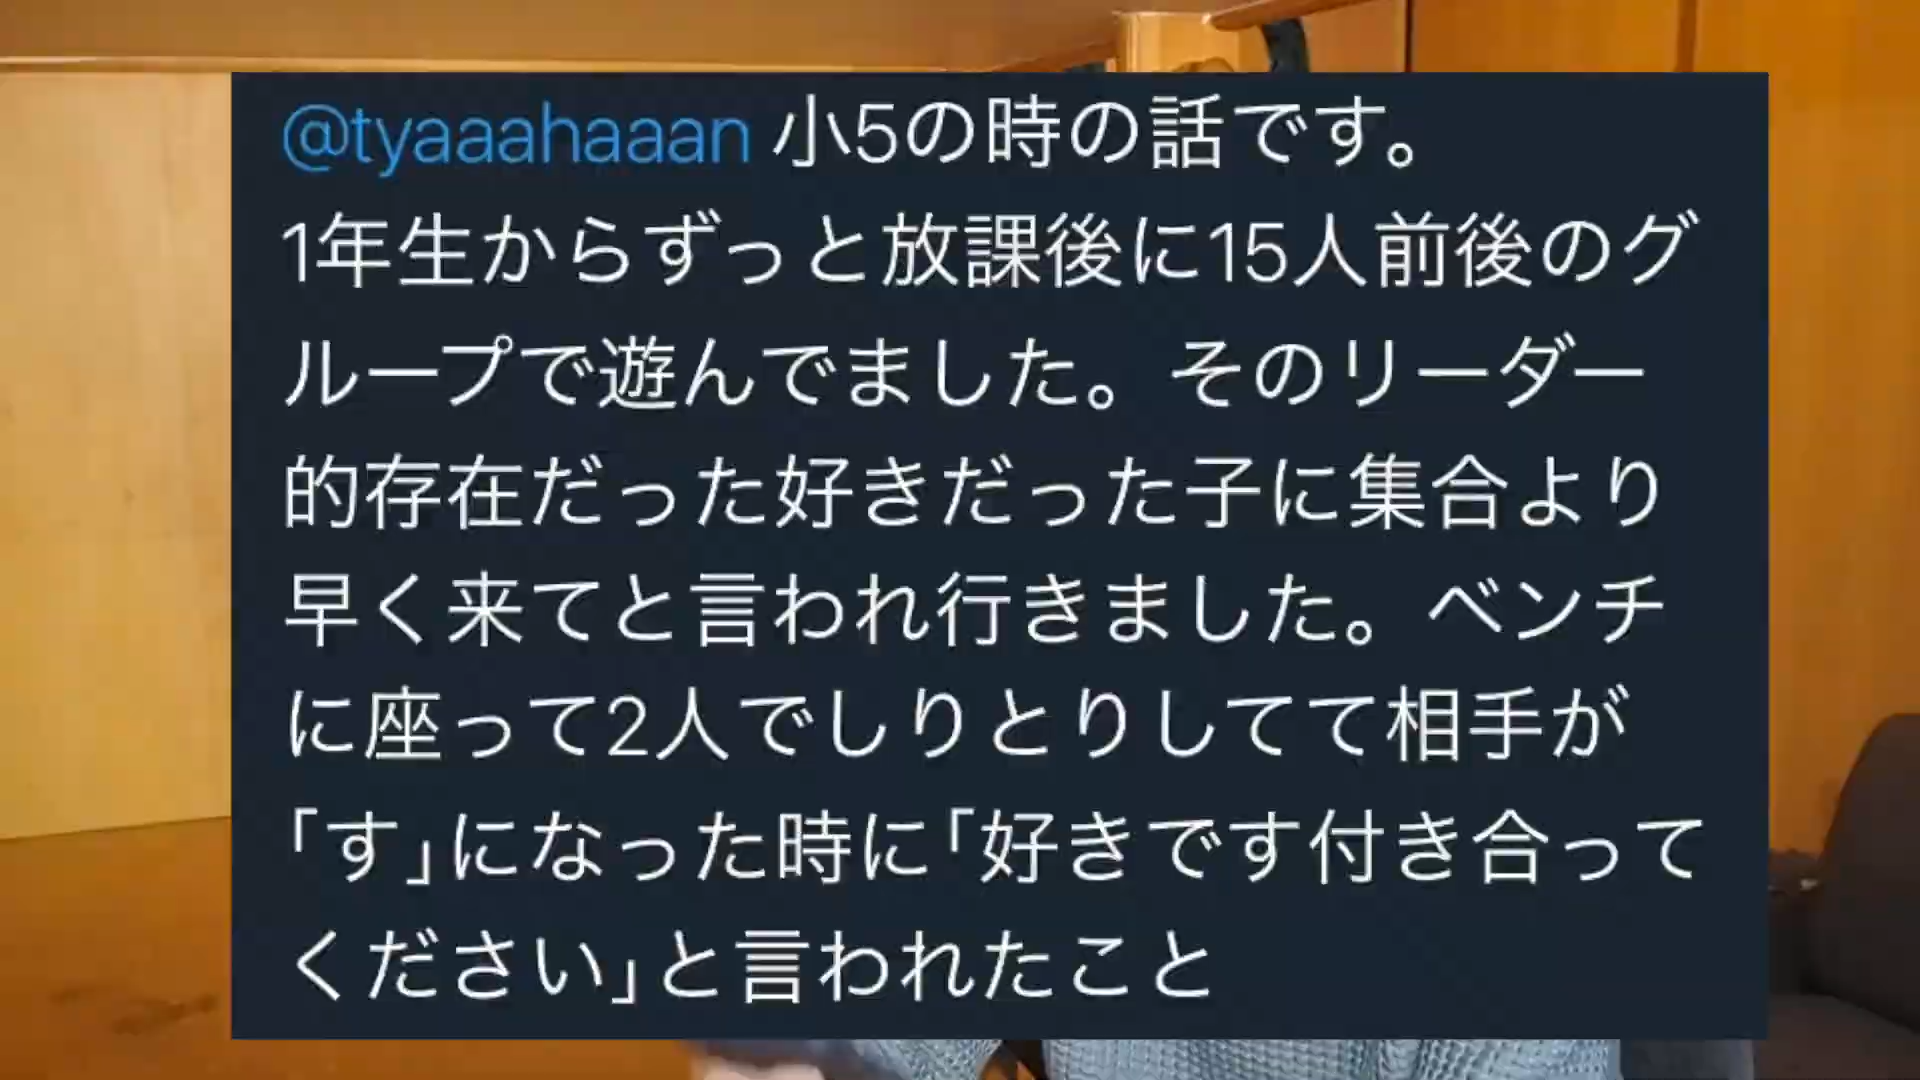 @tyaaahaaan 小5の時の話です。
1年生からずっと放課後に15人前後のグ
ループで遊んでました。そのリーダー
的存在だった好きだった子に集合より
早く来てと言われ行きました。ベンチ
に座って2人でしりとりしてて相手が
「す」になった時に「好きです付き合って
ください」と言われたこと